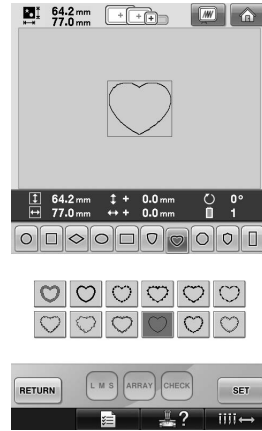 64.2 mm
77.0 mm
64.2 mm + 0.0 mm 0°
77.0 mm + 0.0 mm 1
RETURN L M S ARRAY CHECK SET
?